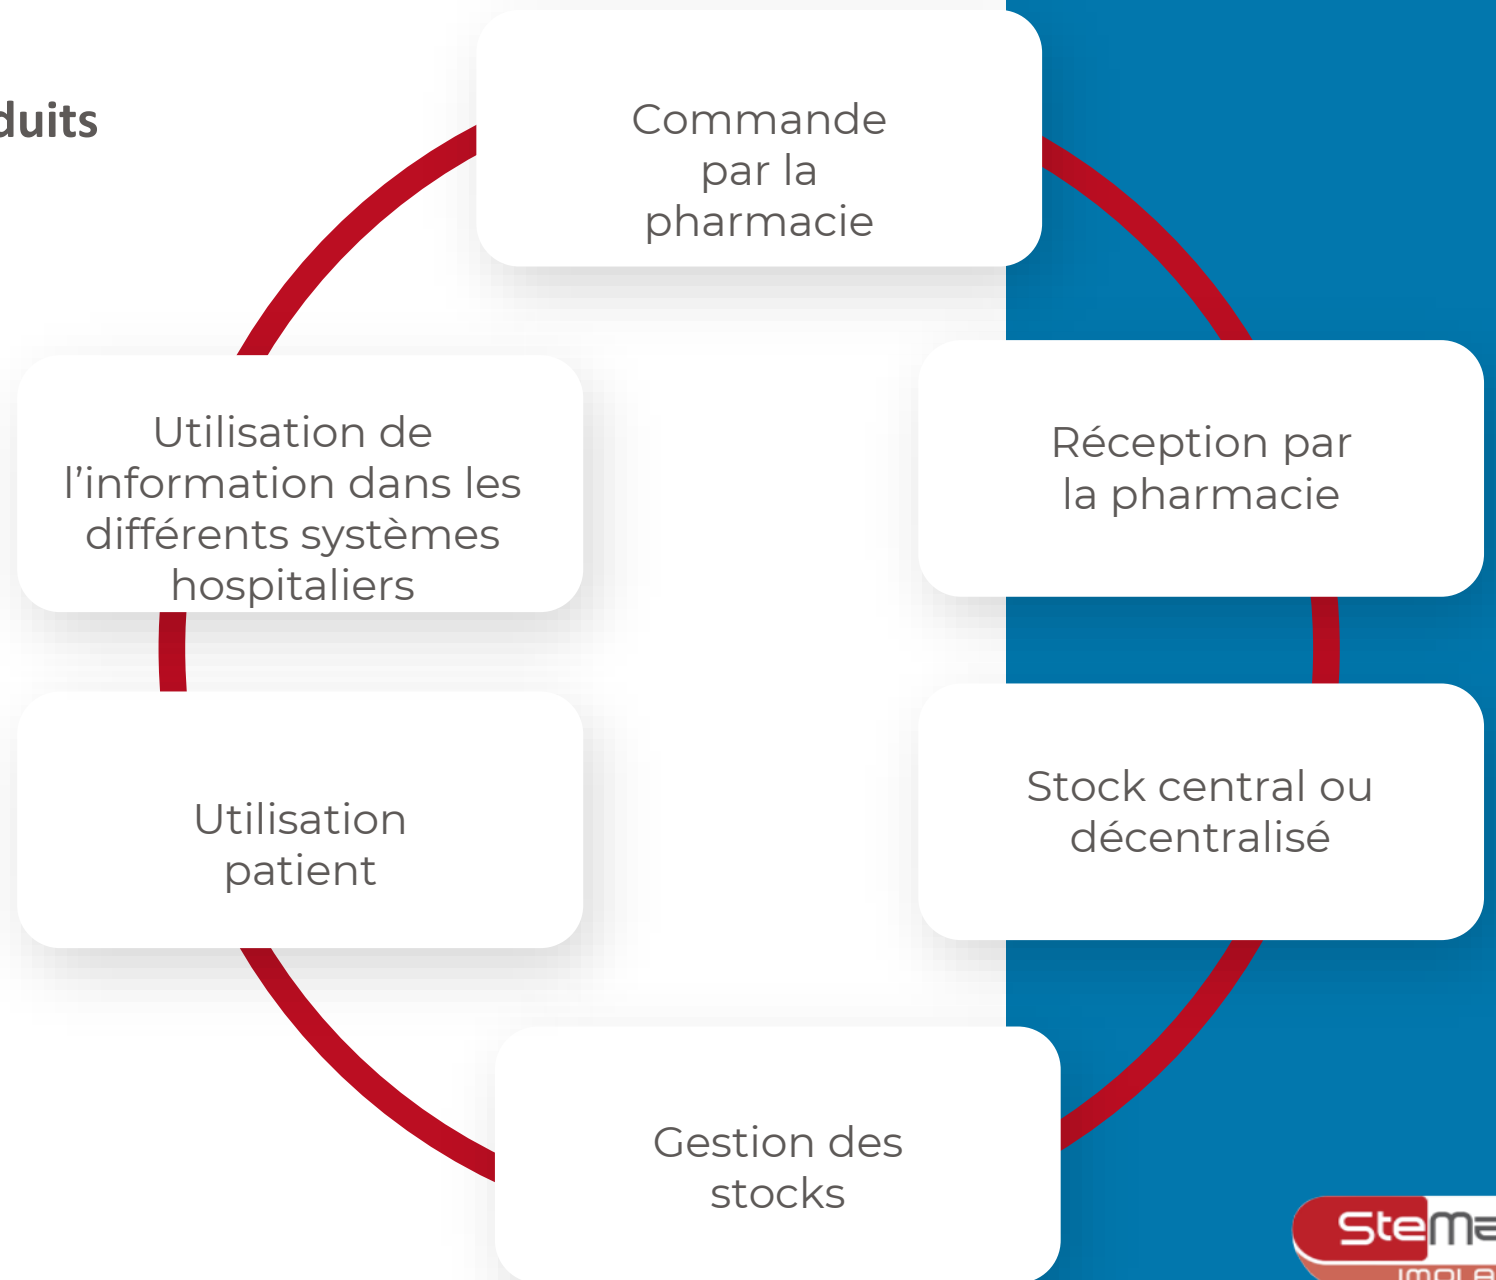 duits
Commande
par la
pharmacie
Utilisation de
l’information dans les
différents systèmes
hospitaliers
Réception par
la pharmacie
Utilisation
patient
Stock central ou
décentralisé
Gestion des
stocks
SteMa